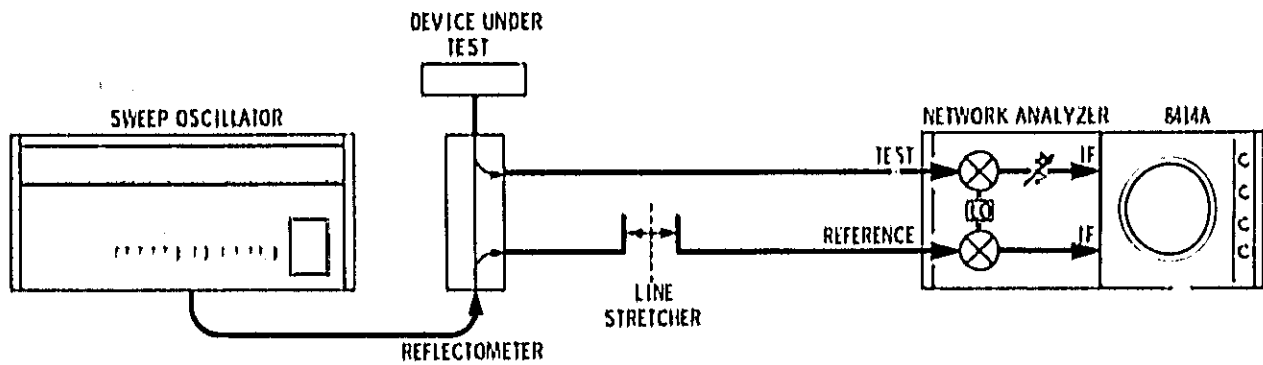 DEVICE UNDER
TEST
SWEEP OSCILLATOR
NETWORK ANALYZER
8414A
TEST
IF
REFERENCE
IF
LINE
STRETCHER
REFLECTOMETER
C
C
C
C